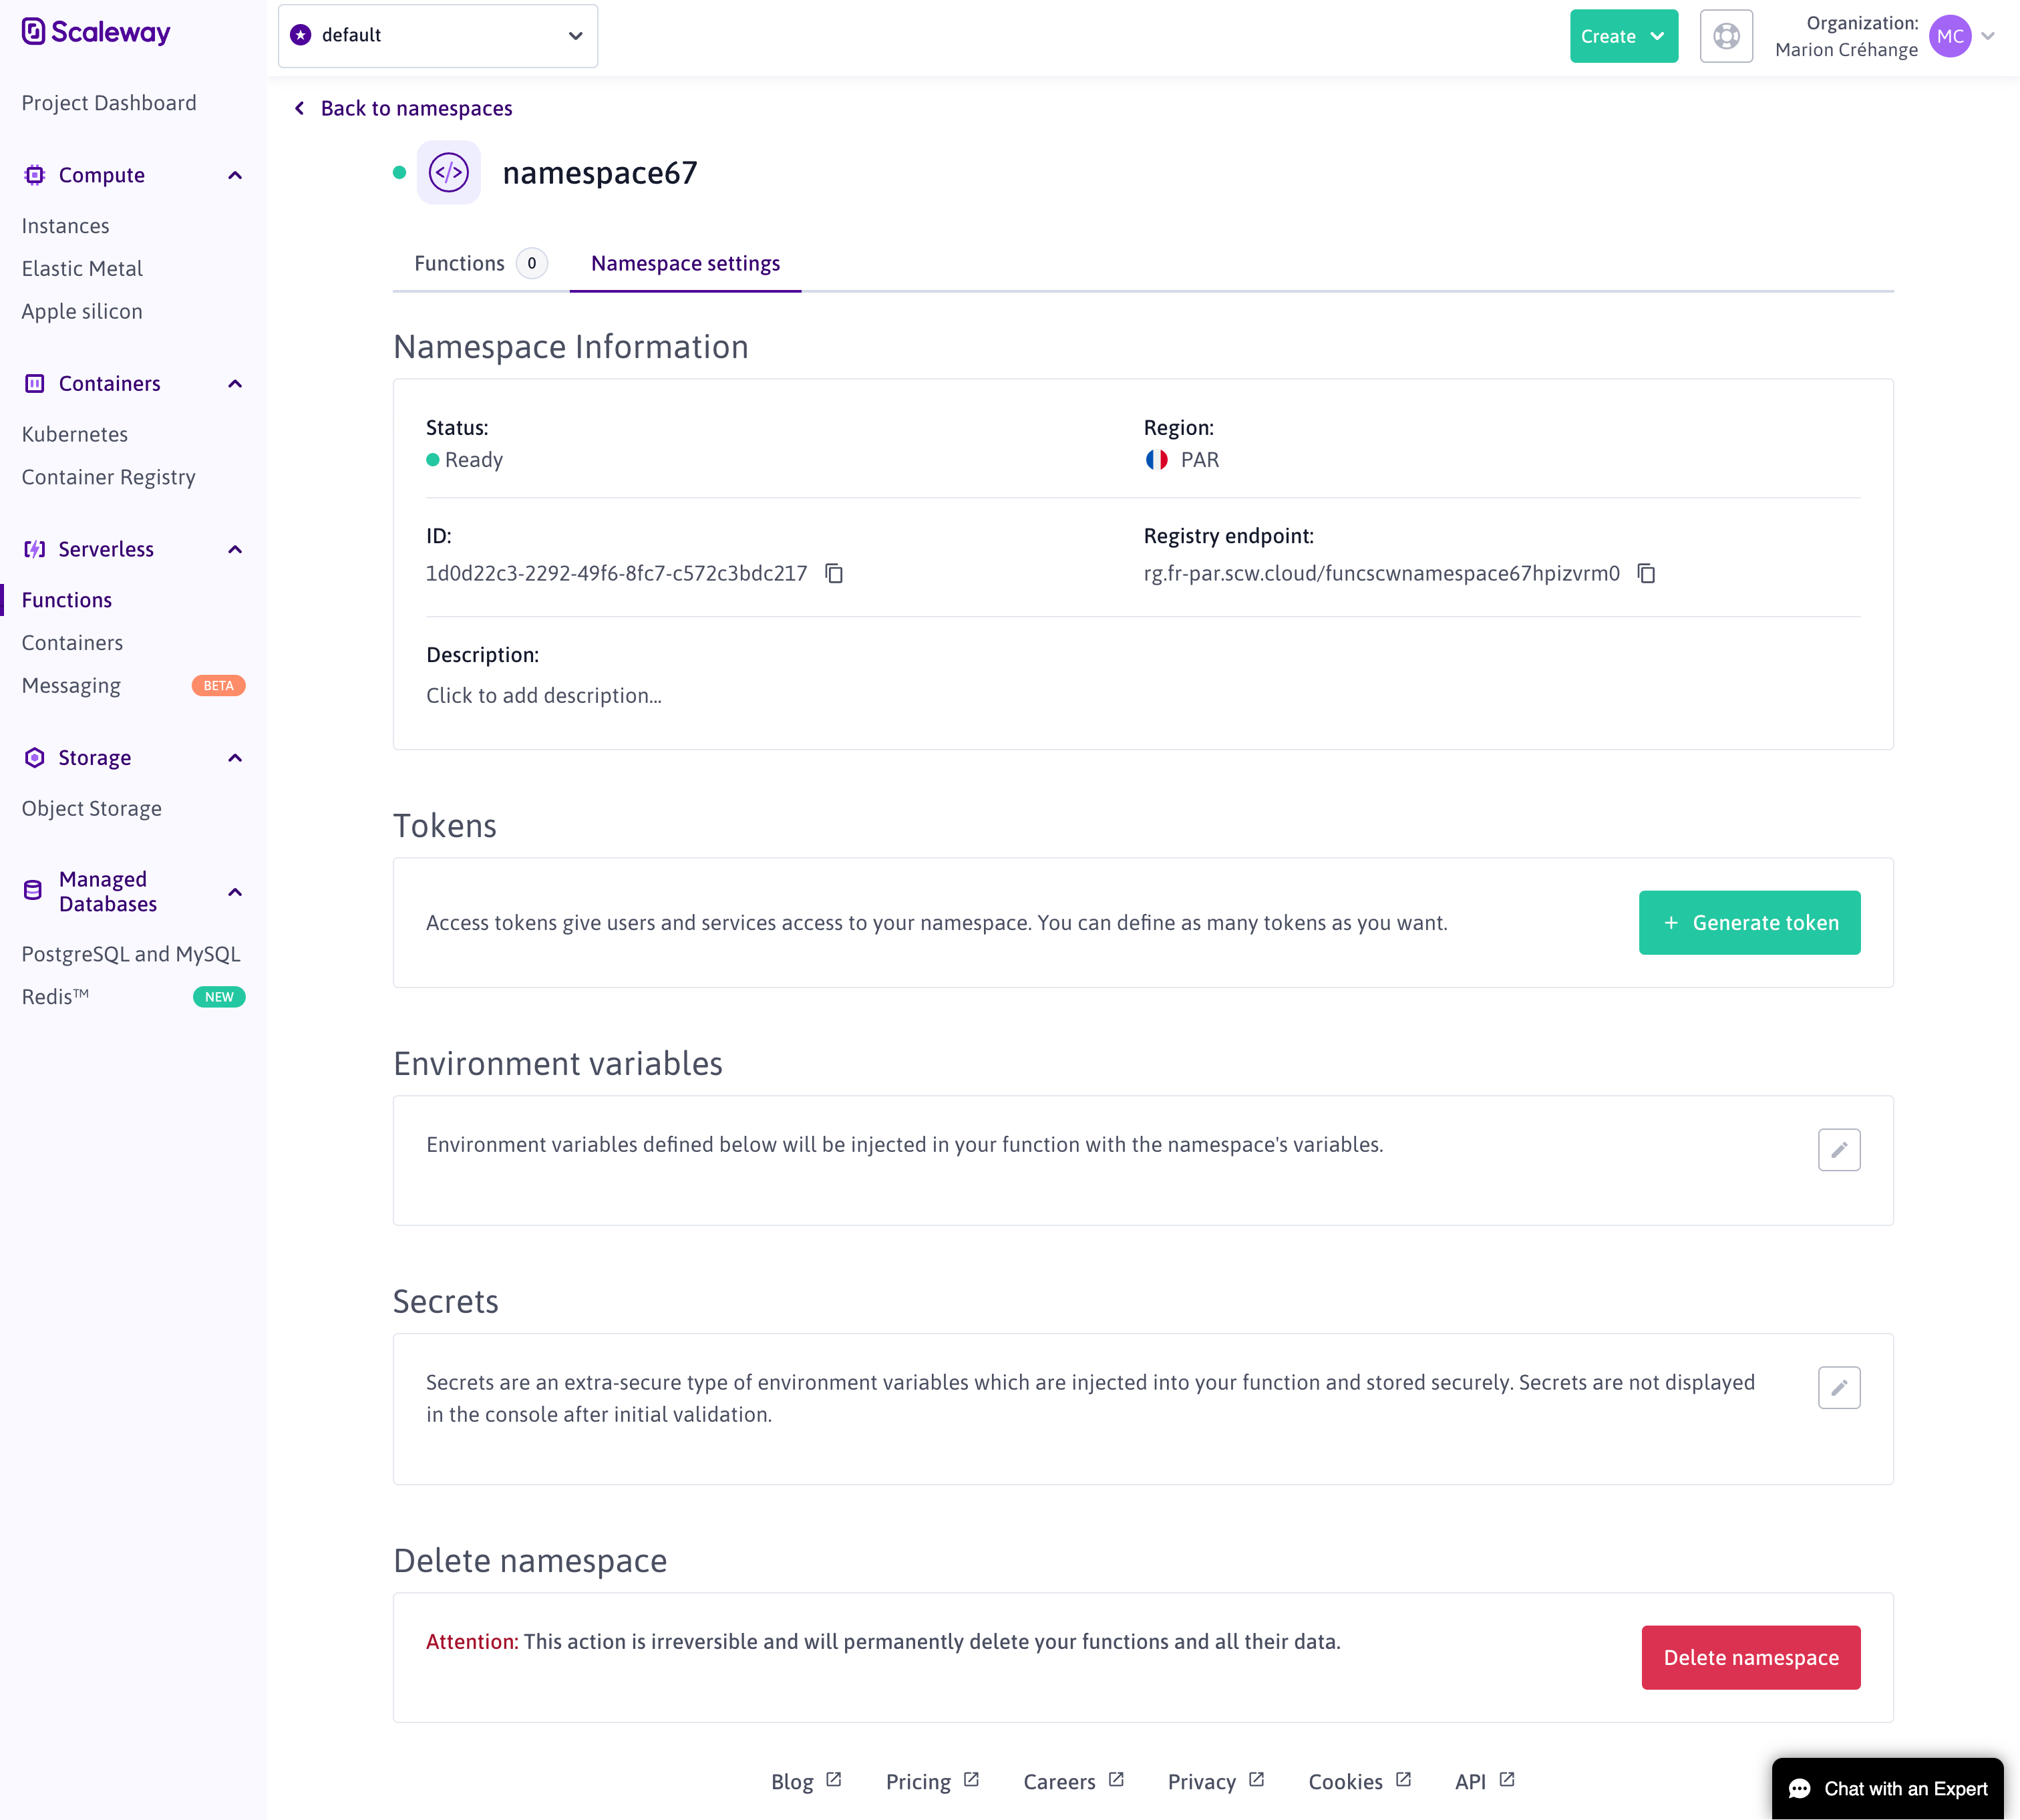 Scaleway
default
Create
Organization:
Marion Créhange
MC
Project Dashboard
Compute
Instances
Elastic Metal
Apple silicon
Containers
Kubernetes
Container Registry
Serverless
Functions
Containers
Messaging BETA
Storage
Object Storage
Managed
Databases
PostgreSQL and MySQL
Redis™ NEW
Back to namespaces
namespace67
Functions 0 Namespace settings
Namespace Information
Status:
Ready
Region:
PAR
ID:
1d0d22c3-2292-49f6-8fc7-c572c3bdc217
Registry endpoint:
rg.fr-par.scw.cloud/funcscwnamespace67hpizvrm0
Description:
Click to add description...
Tokens
Access tokens give users and services access to your namespace. You can define as many tokens as you want.
+ Generate token
Environment variables
Environment variables defined below will be injected in your function with the namespace's variables.
Secrets
Secrets are an extra-secure type of environment variables which are injected into your function and stored securely. Secrets are not displayed
in the console after initial validation.
Delete namespace
Attention: This action is irreversible and will permanently delete your functions and all their data.
Delete namespace
Blog Pricing Careers Privacy Cookies API
Chat with an Expert